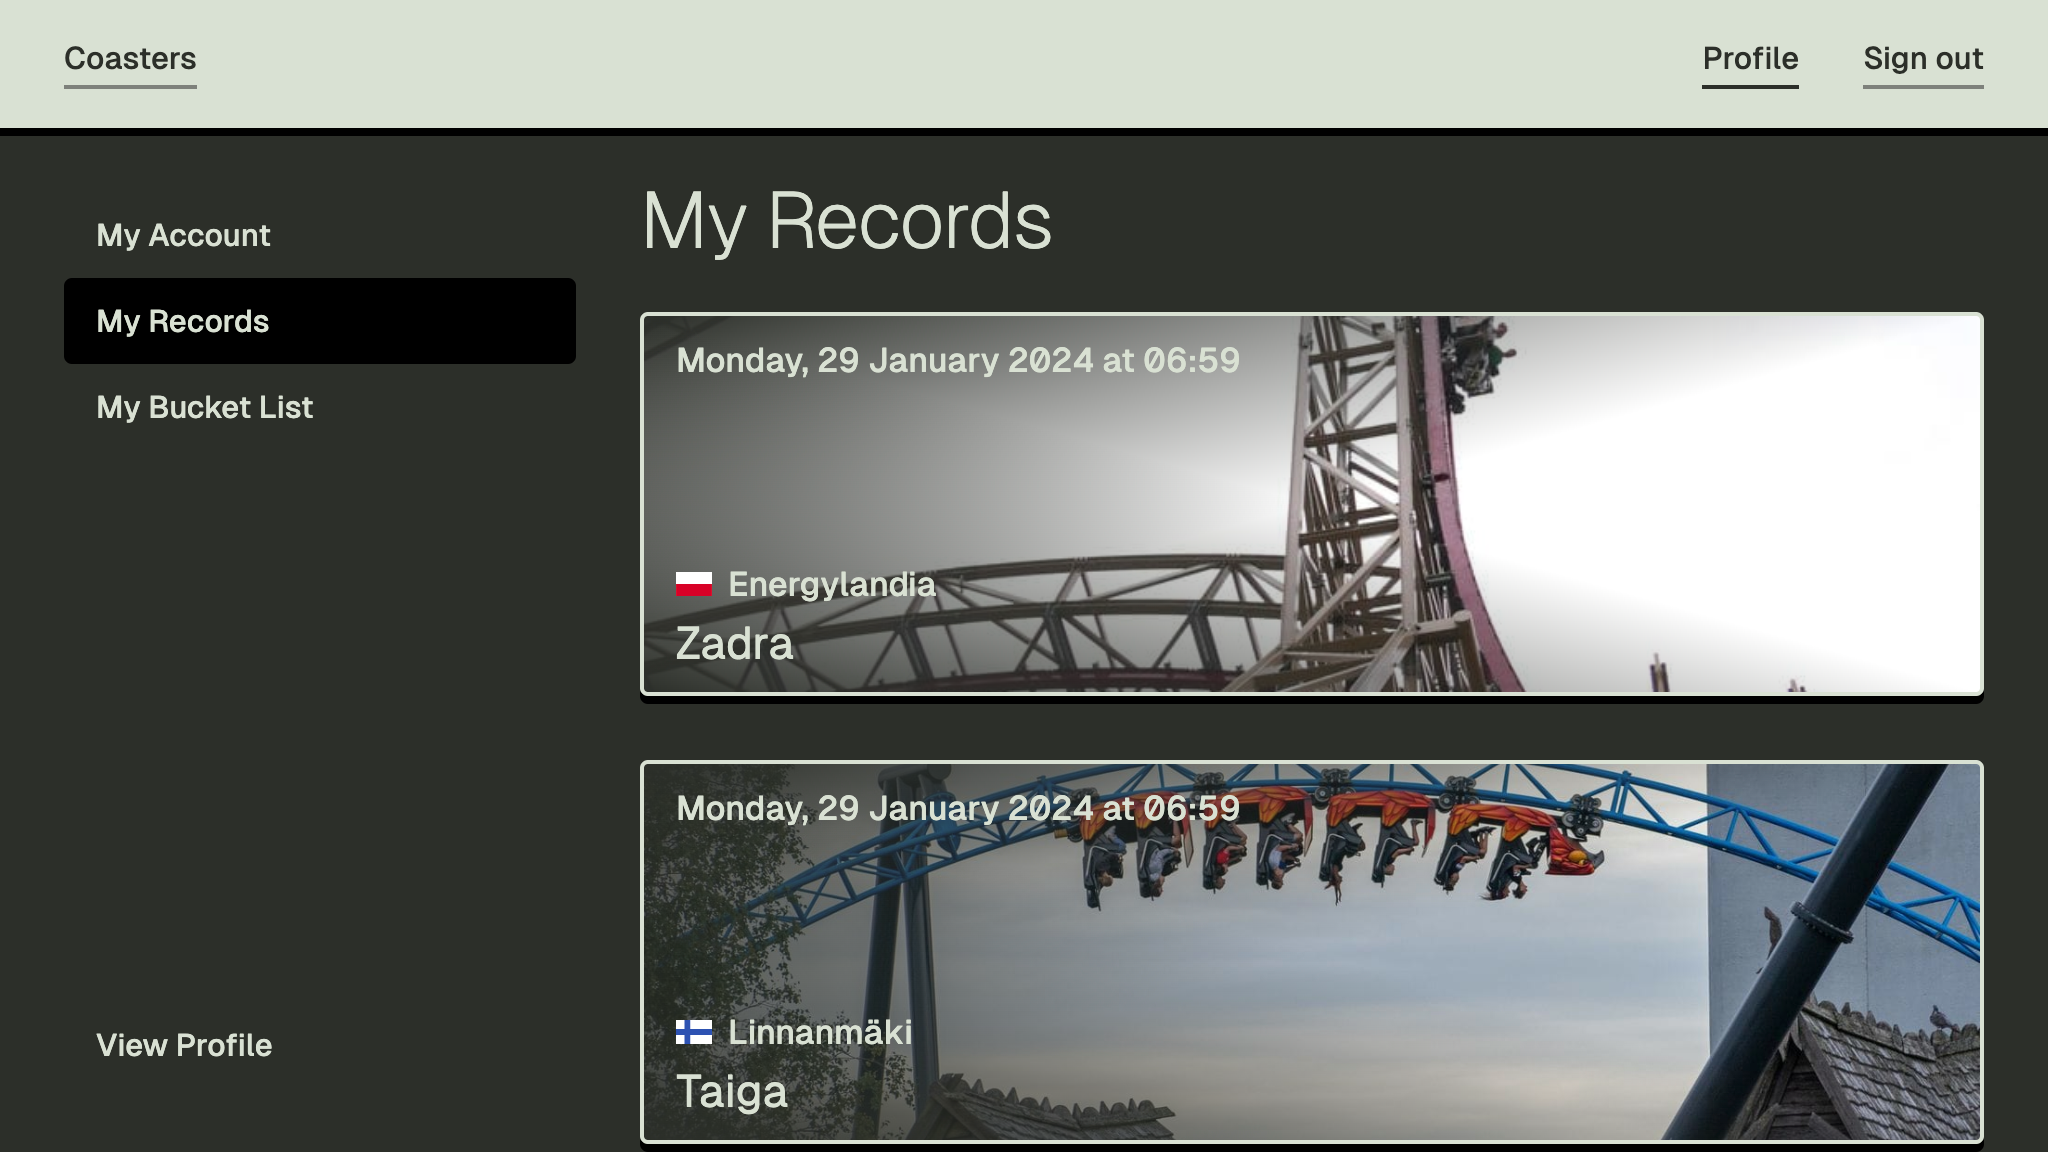 Coasters
Profile
Sign out
My Account
My Records
My Bucket List
View Profile
My Records
Monday, 29 January 2024 at 06:59
Energylandia
Zadra
Monday, 29 January 2024 at 06:59
Linnanmäki
Taiga